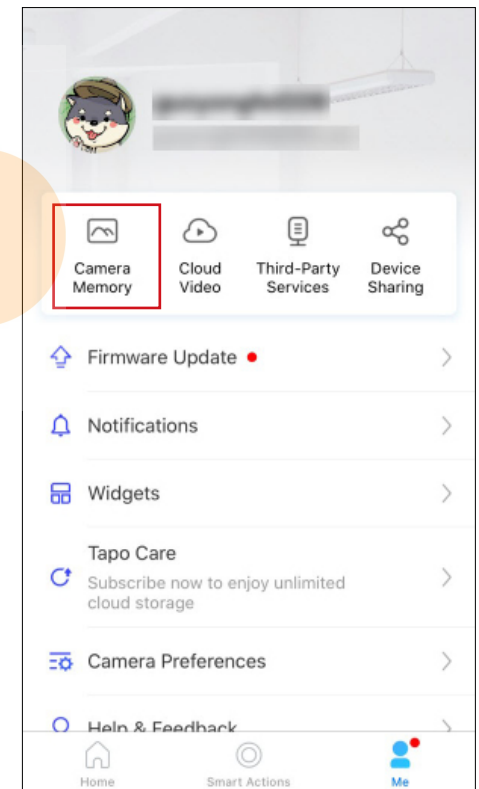 Camera
Memory
Cloud
Video
Third-Party
Services
Device
Sharing
Firmware Update
Notifications
Widgets
Tapo Care
Subscribe now to enjoy unlimited
cloud storage
Camera Preferences
Help & Feedback
Home
Smart Actions
Me